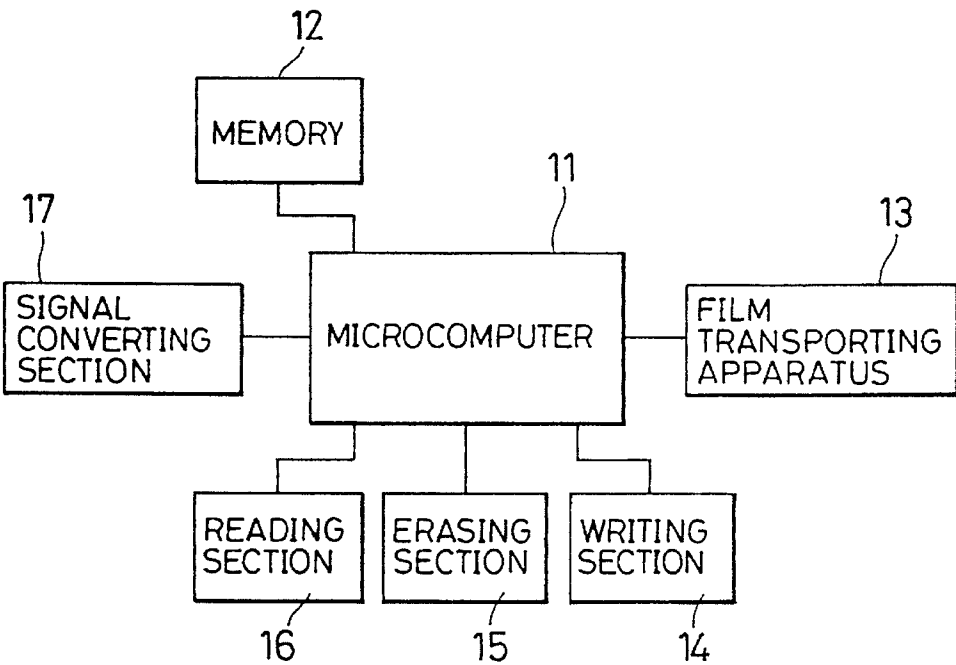 12
MEMORY
11
17
13
SIGNAL
CONVERTING
SECTION
MICROCOMPUTER
FILM
TRANSPORTING
APPARATUS
READING
SECTION
ERASING
SECTION
WRITING
SECTION
16
15
14